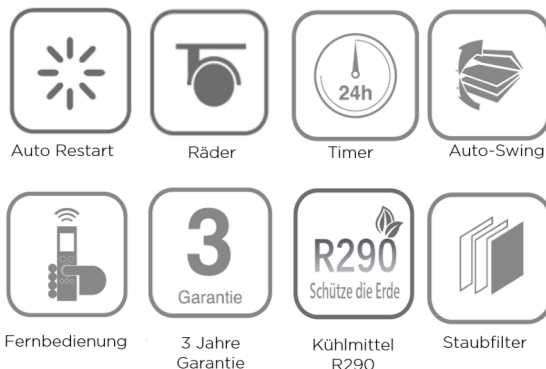 24h
Auto Restart
Räder
Timer
Auto-Swing
3
Garantie
R290
Schütze die Erde
Fernbedienung
3 Jahre
Garantie
Kühlmittel
R290
Staubfilter